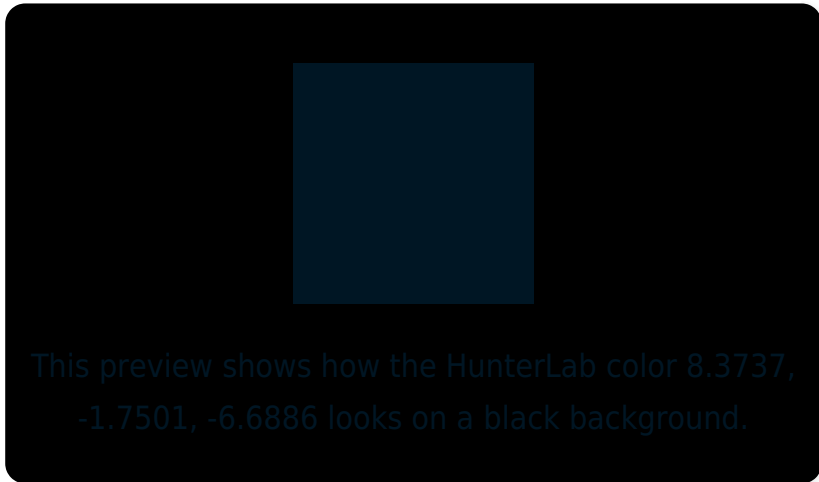 This preview shows how the HunterLab color 8.3737,
-1.7501, -6.6886 looks on a black background.